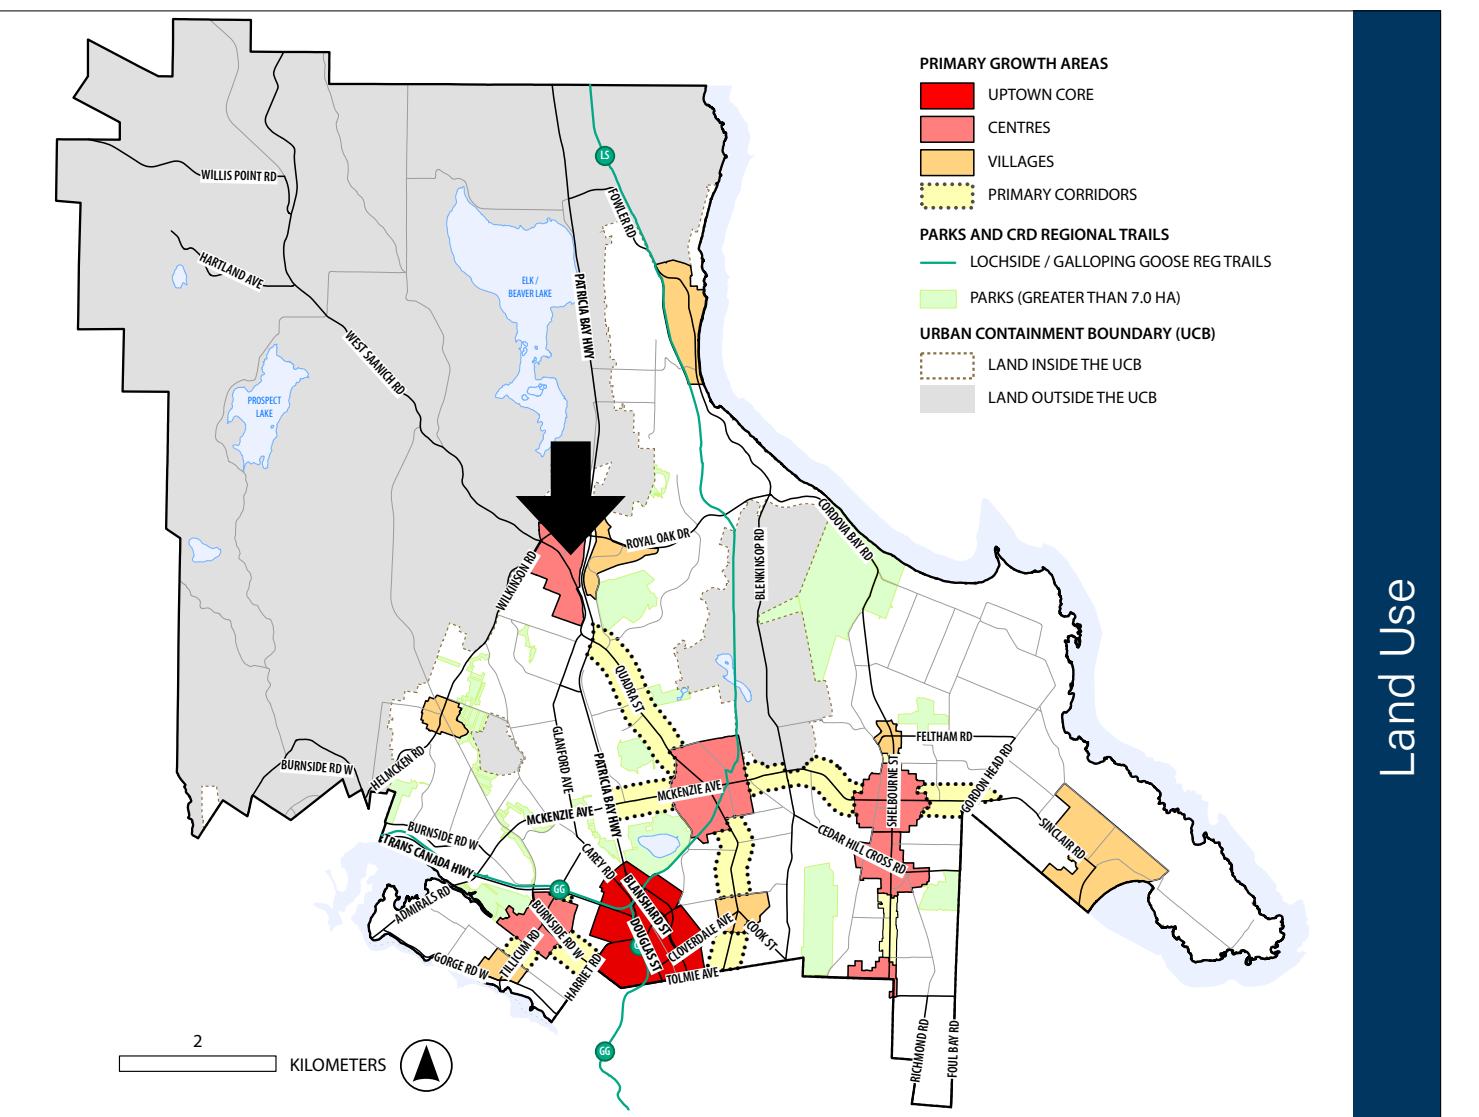 PRIMARY GROWTH AREAS
UPTOWN CORE
CENTRES
VILLAGES
PRIMARY CORRIDORS
PARKS AND CRD REGIONAL TRAILS
LOCHSIDE / GALLOPING GOOSE REG TRAILS
PARKS (GREATER THAN 7.0 HA)
URBAN CONTAINMENT BOUNDARY (UCB)
LAND INSIDE THE UCB
LAND OUTSIDE THE UCB
LS
WILLIS POINT RD
FOWLER RD
HARTLAND AVE
ELK /
BEAVER LAKE
PATRICIA BAY HWY
WEST SAANICH RD
PROSPECT
LAKE
CORDOVA BAY RD
ROYAL OAK DR
BLENKINSOP RD
WILKINSON RD
QUADRA ST
FELTHAM RD
GLANFORD AVE
PATRICIA BAY HWY
HELMCKEN RD
BURNSIDE RD W
MCKENZIE AVE
MCKENZIE AVE
SHELBOURNE ST
GORDON HEAD RD
SINCLAIR RD
CEDAR HILL CROSS RD
BURNSIDE RD W
TRANS CANADA HWY
CAREY RD
GG
ADMIRALS RD
BLANSHARD ST
DOUGLAS ST
CLOVERDALE AVE
COOK ST
BURNSIDE RD W
TILLICUM RD
GORGE RD W
HARRIET RD
TOLMIE AVE
GG
RICHMOND RD
FOUL BAY RD
2
KILOMETERS
Land Use